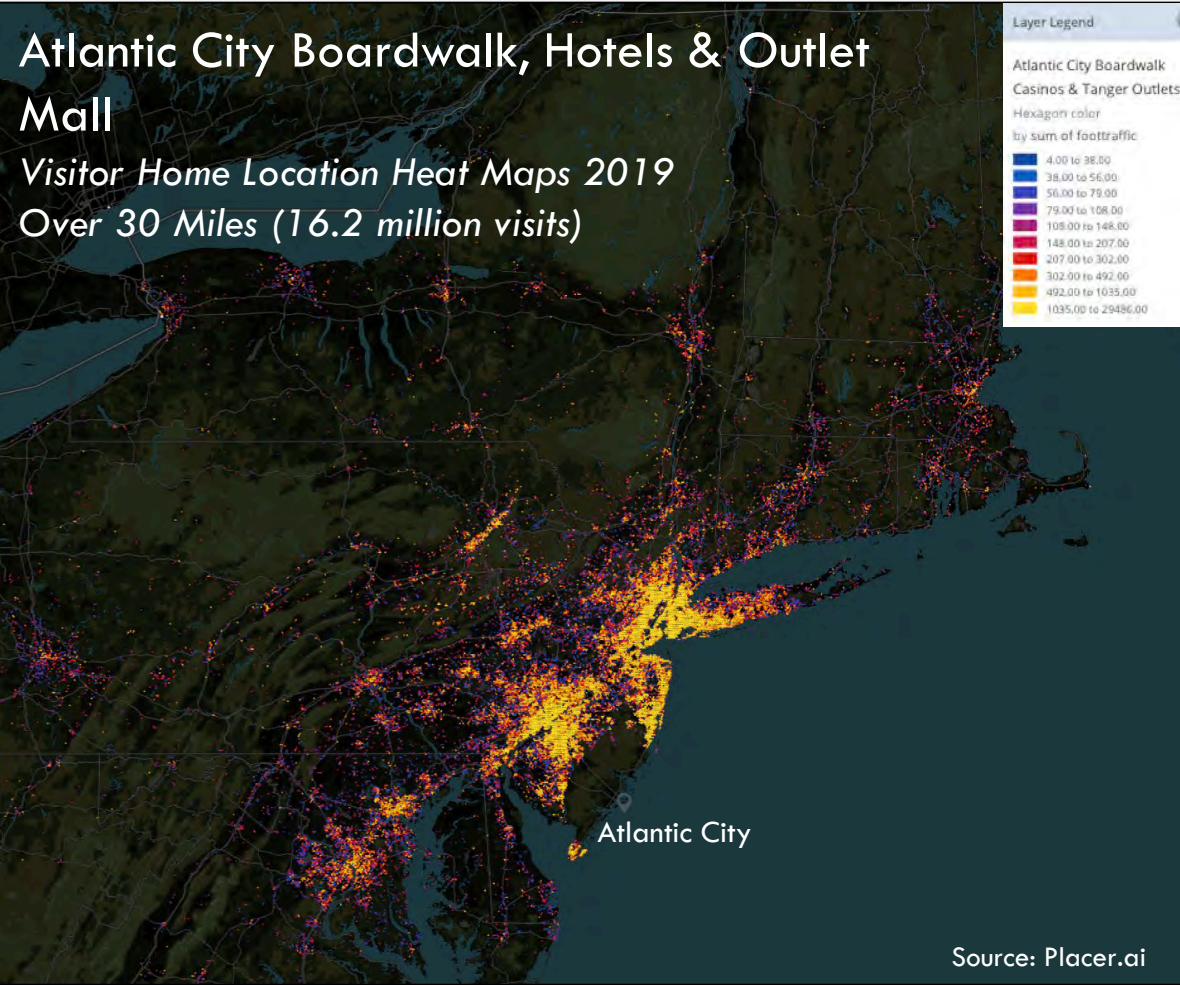 Atlantic City Boardwalk, Hotels & Outlet
Mall
Visitor Home Location Heat Maps 2019
Over 30 Miles (16.2 million visits)
Layer Legend
Atlantic City Boardwalk
Casinos & Tanger Outlets
Hexagon color
by sum of foottraffic
4.00 to 38.00
38.00 to 56.00
56.00 to 79.00
79.00 to 108.00
108.00 to 148.00
148.00 to 207.00
207.00 to 302.00
302.00 to 492.00
492.00 to 1035.00
1035.00 to 29486.00
Atlantic City
Source: Placer.ai